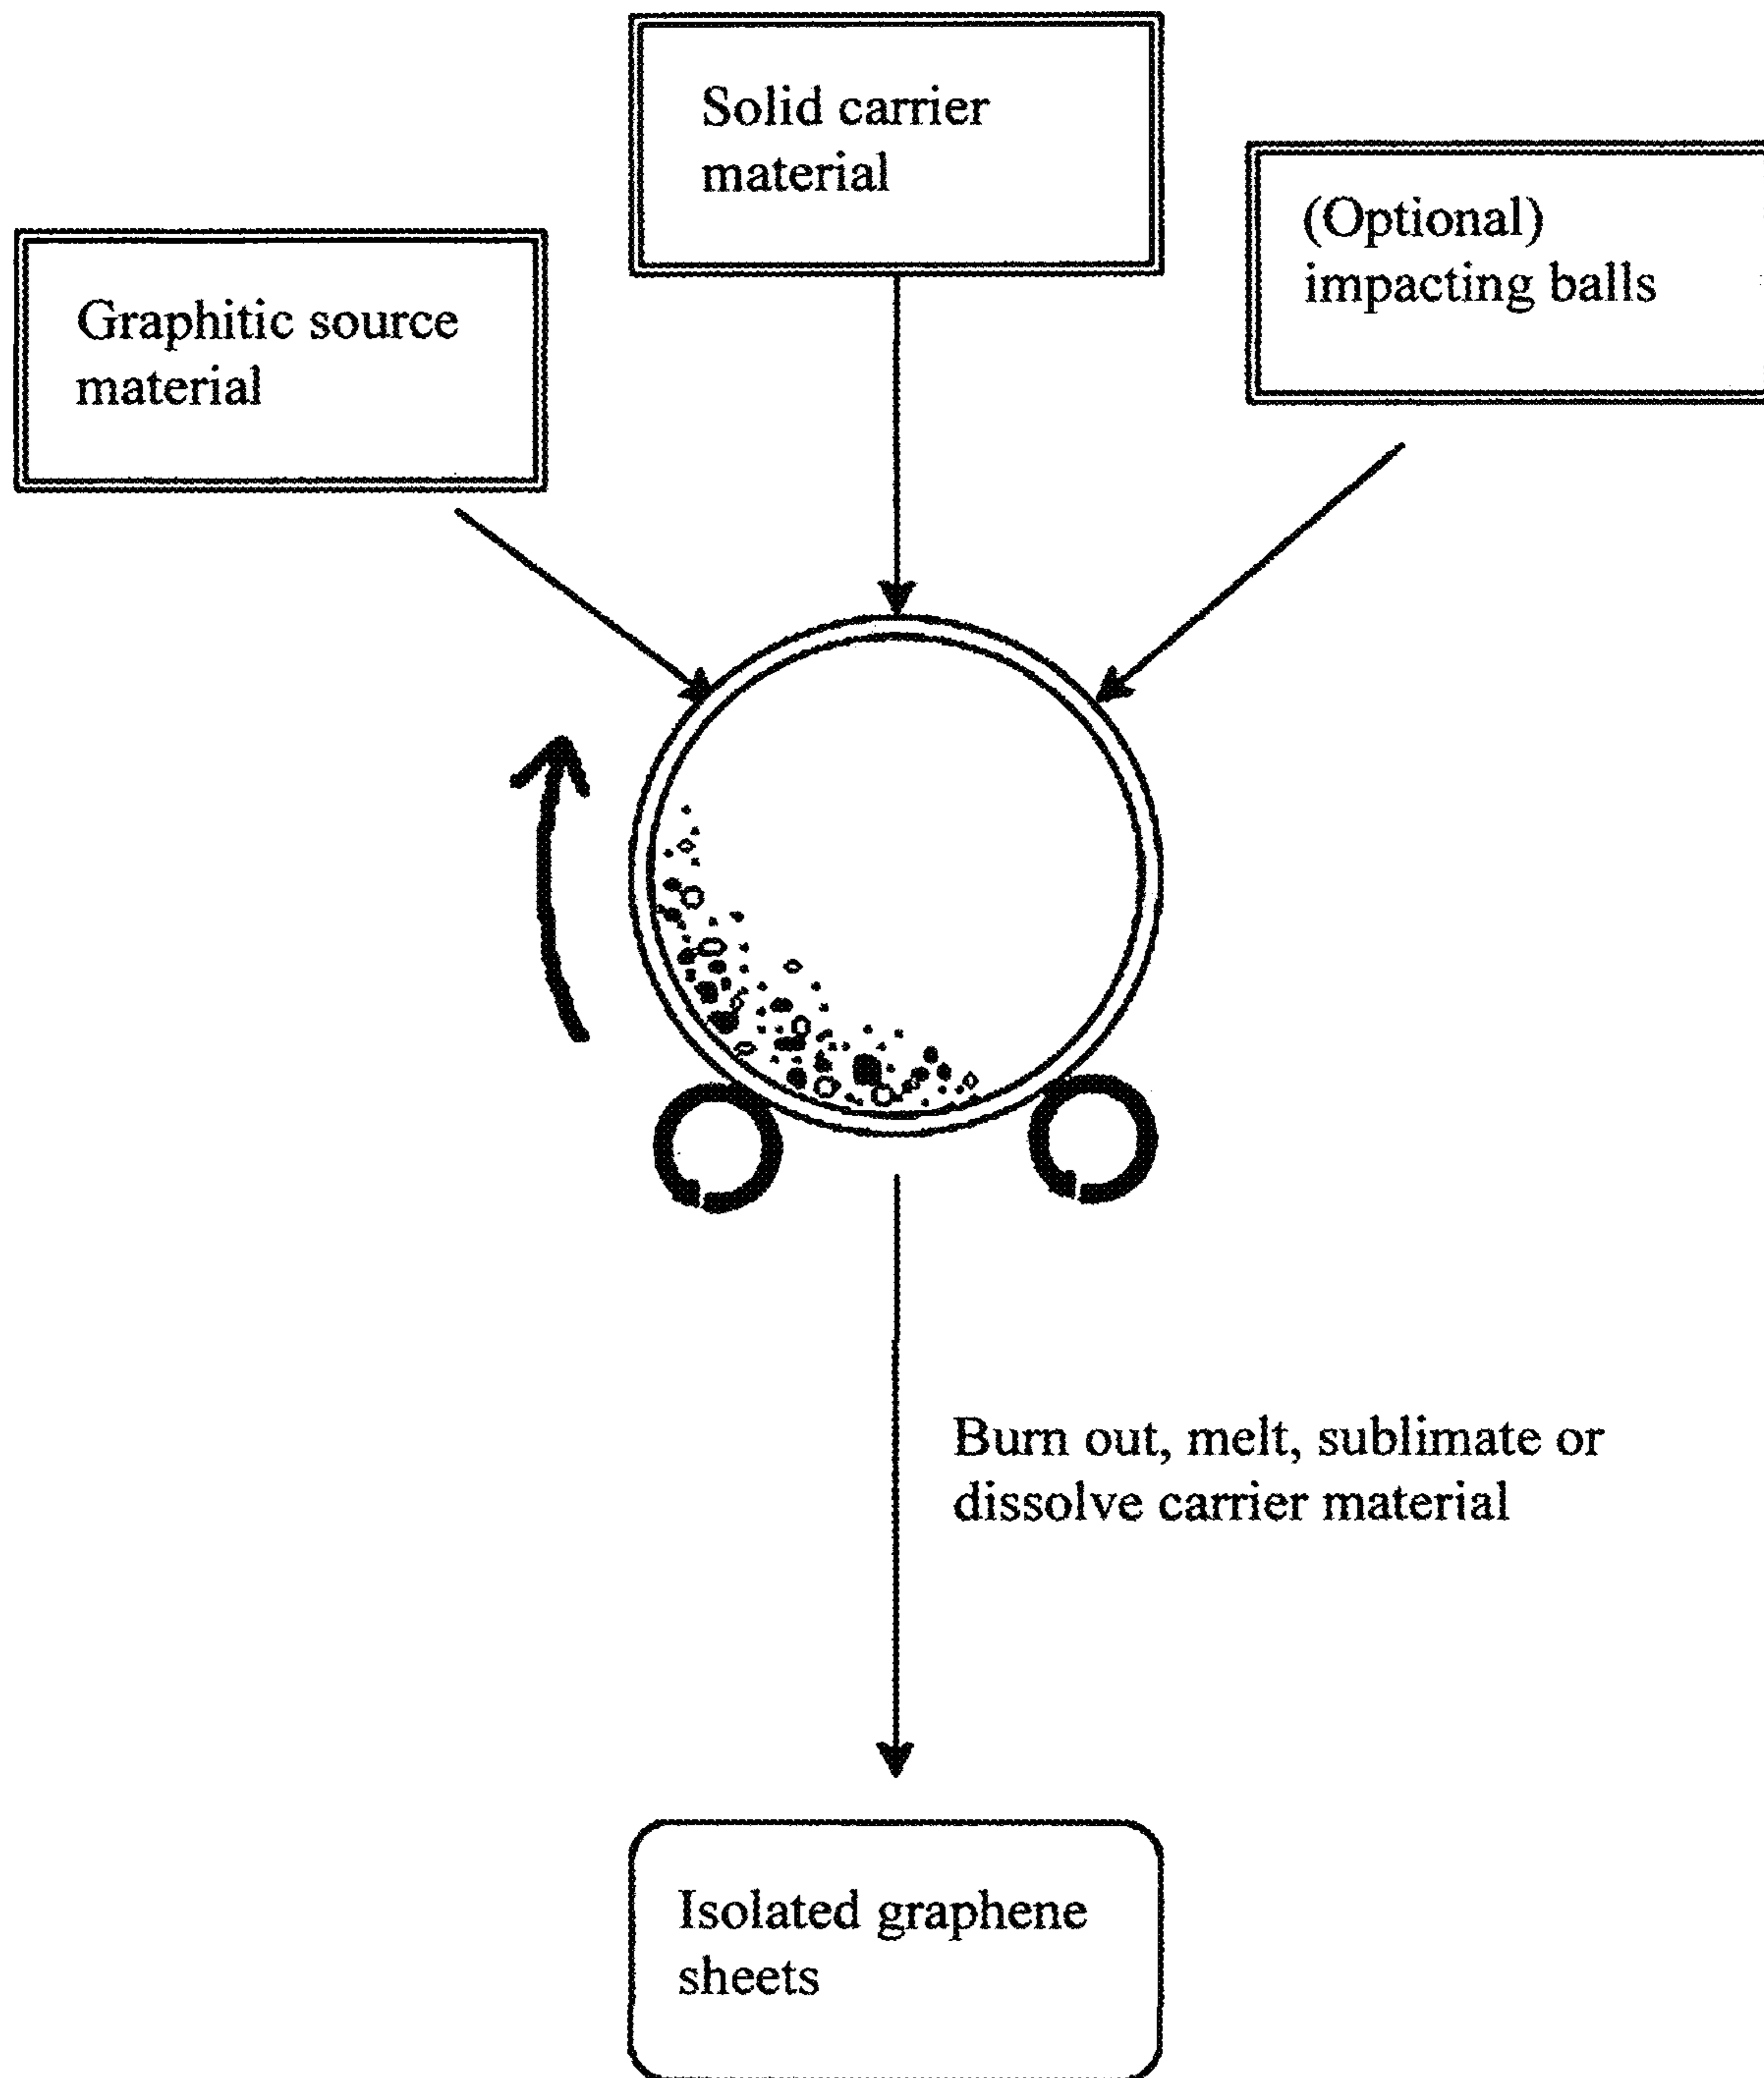 Solid carrier
material
(Optional)
impacting balls
Graphitic source
material
Burn out, melt, sublimate or
dissolve carrier material
Isolated graphene
sheets